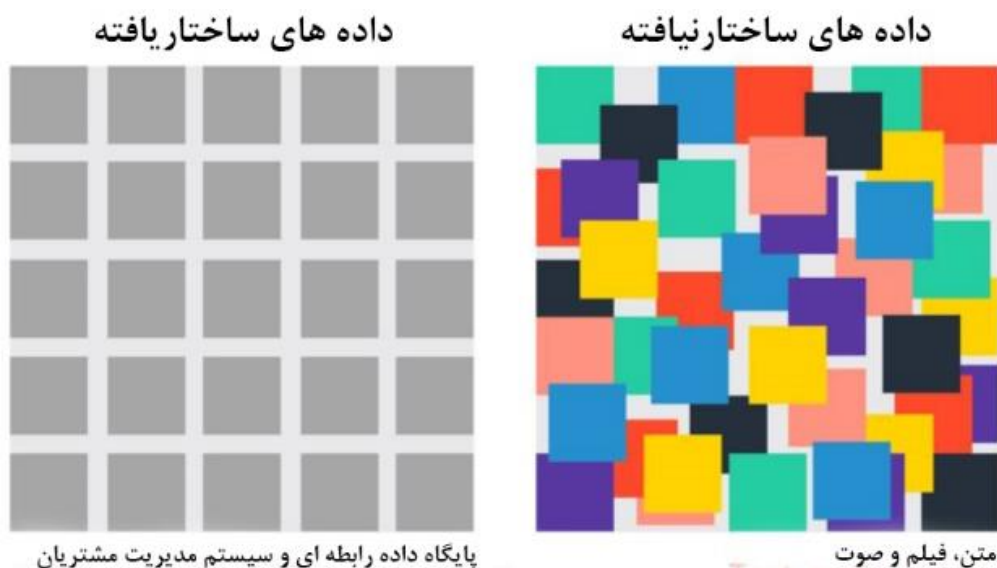 داده های ساختارنیافته
داده های ساختاریافته
متن، فیلم و صوت
پایگاه داده رابطه ای و سیستم مدیریت مشتریان